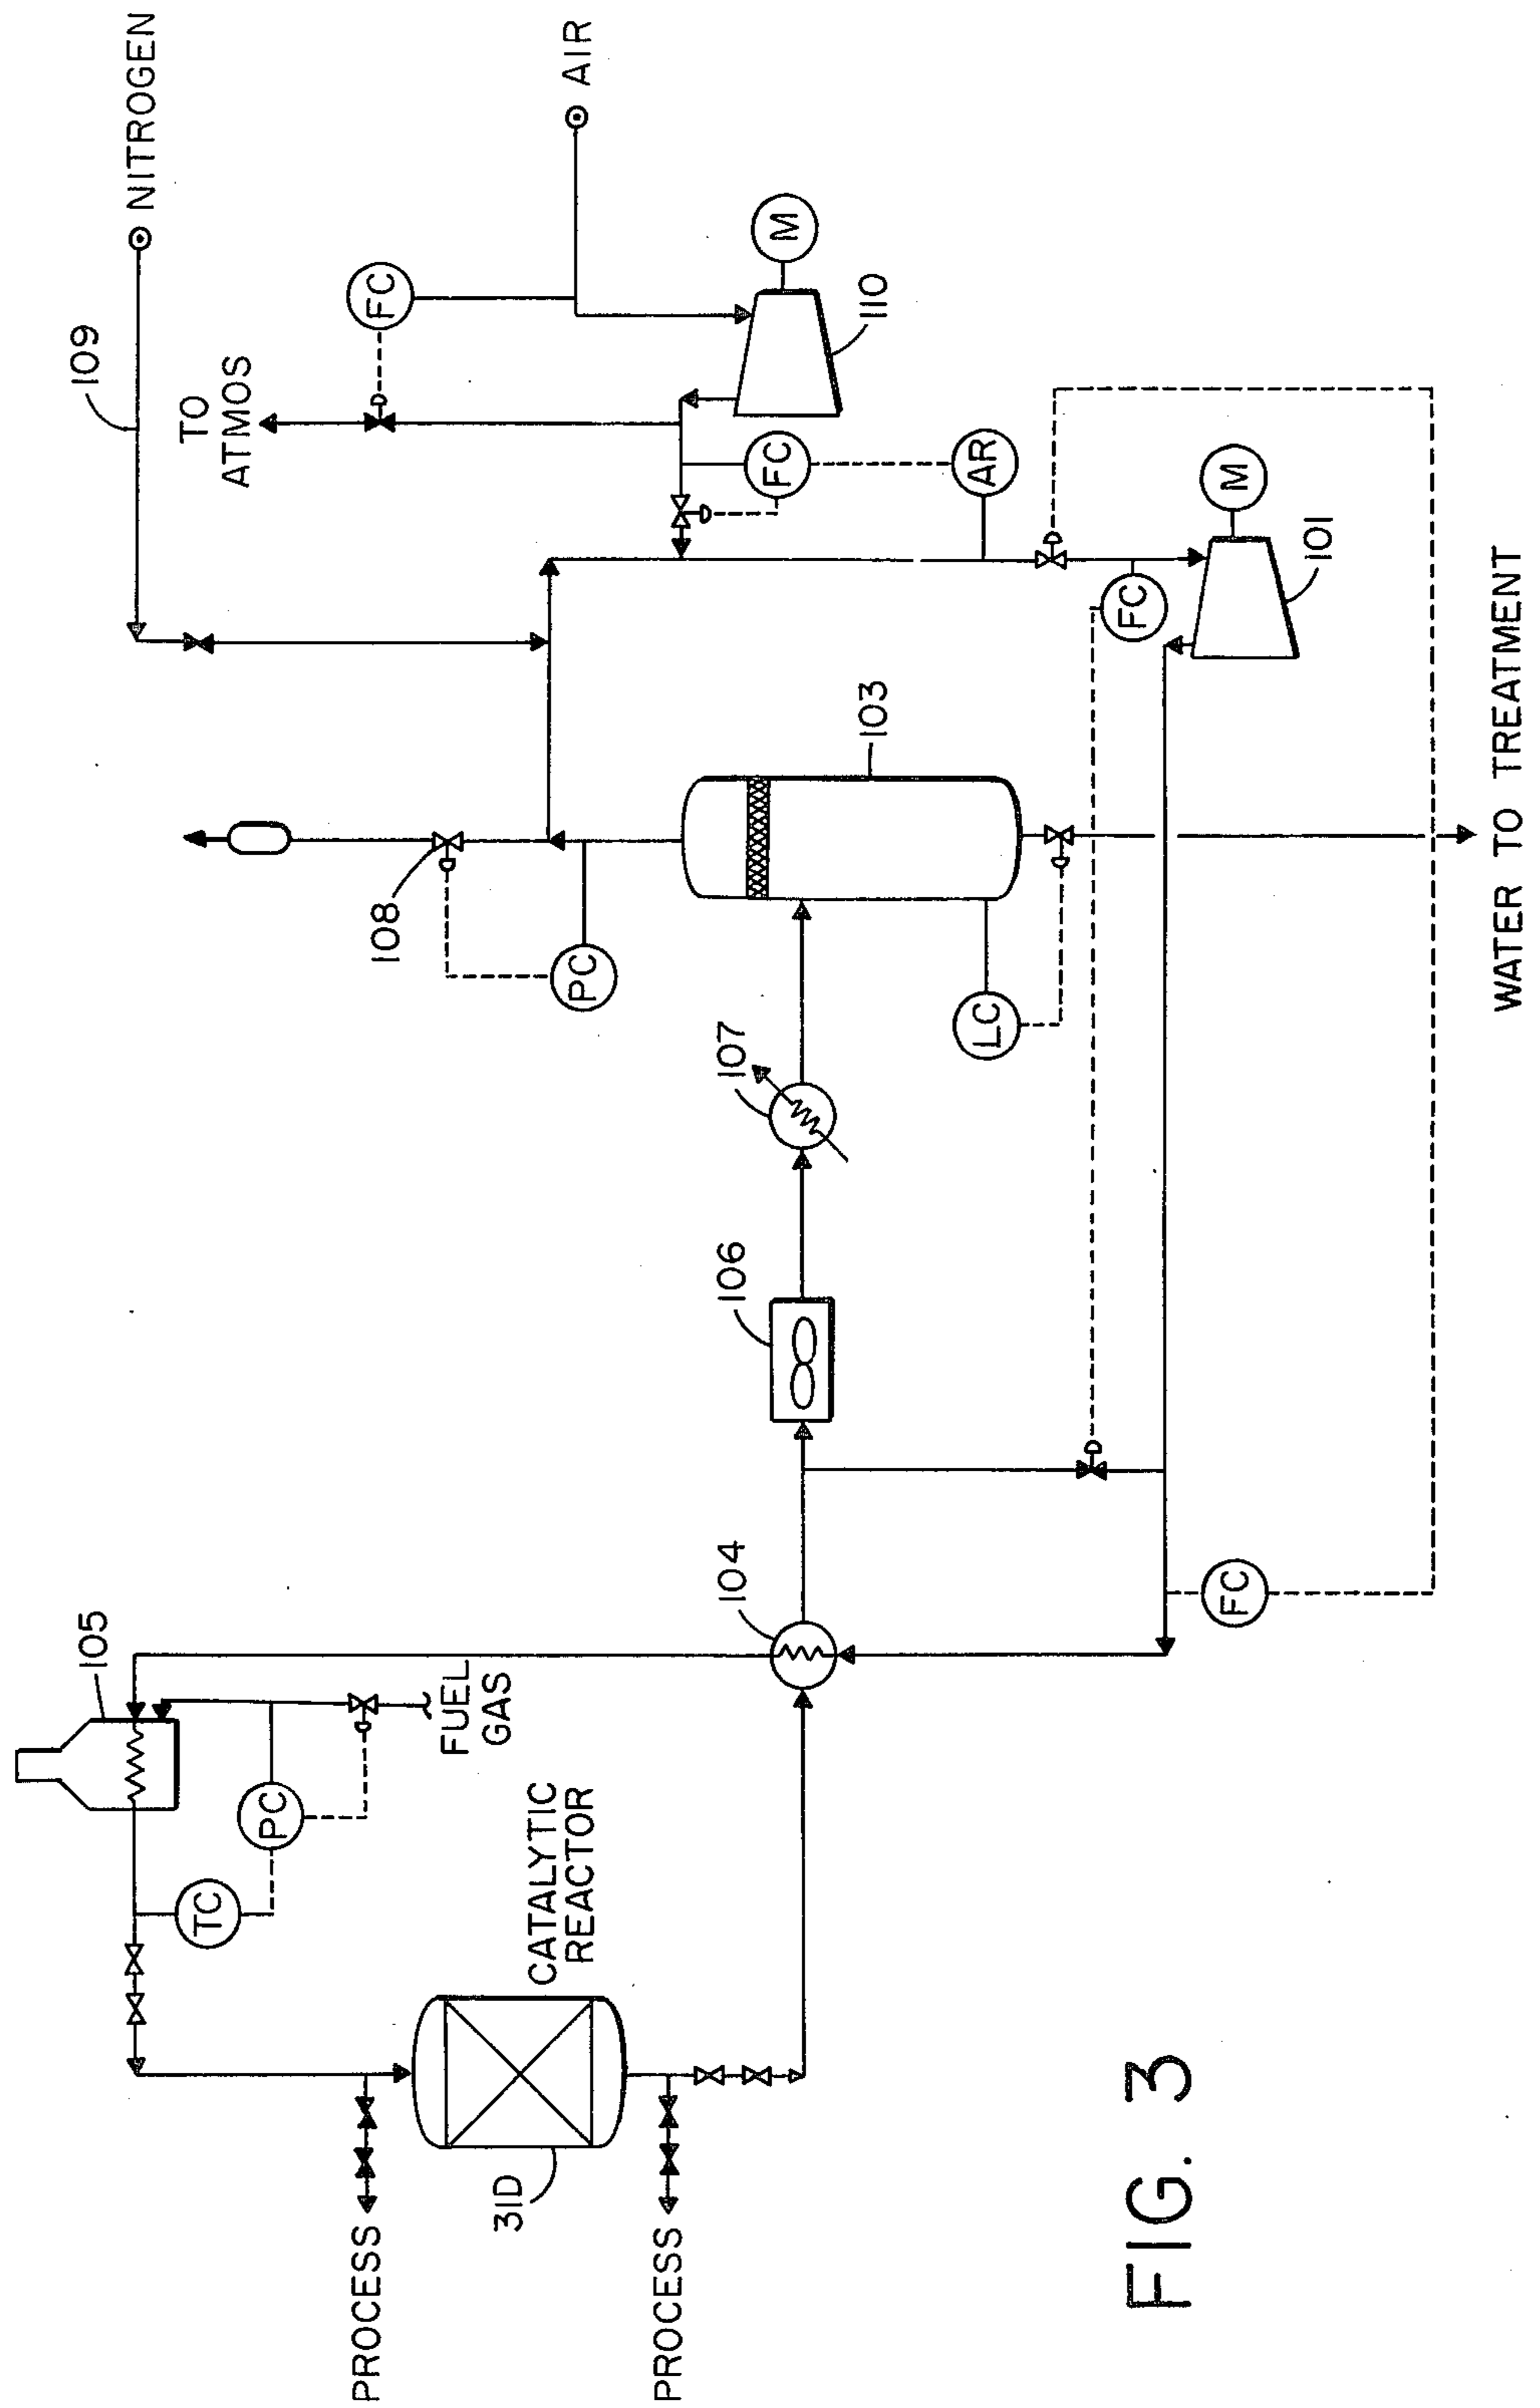 105
TC
PC
FUEL
GAS
CATALYTIC
REACTOR
31D
PROCESS
PROCESS
104
106
107
108
PC
LC
103
109
NITROGEN
TO
ATMOS
FC
AIR
M
110
FC
AR
FC
M
101
FC
WATER TO TREATMENT
FIG. 3